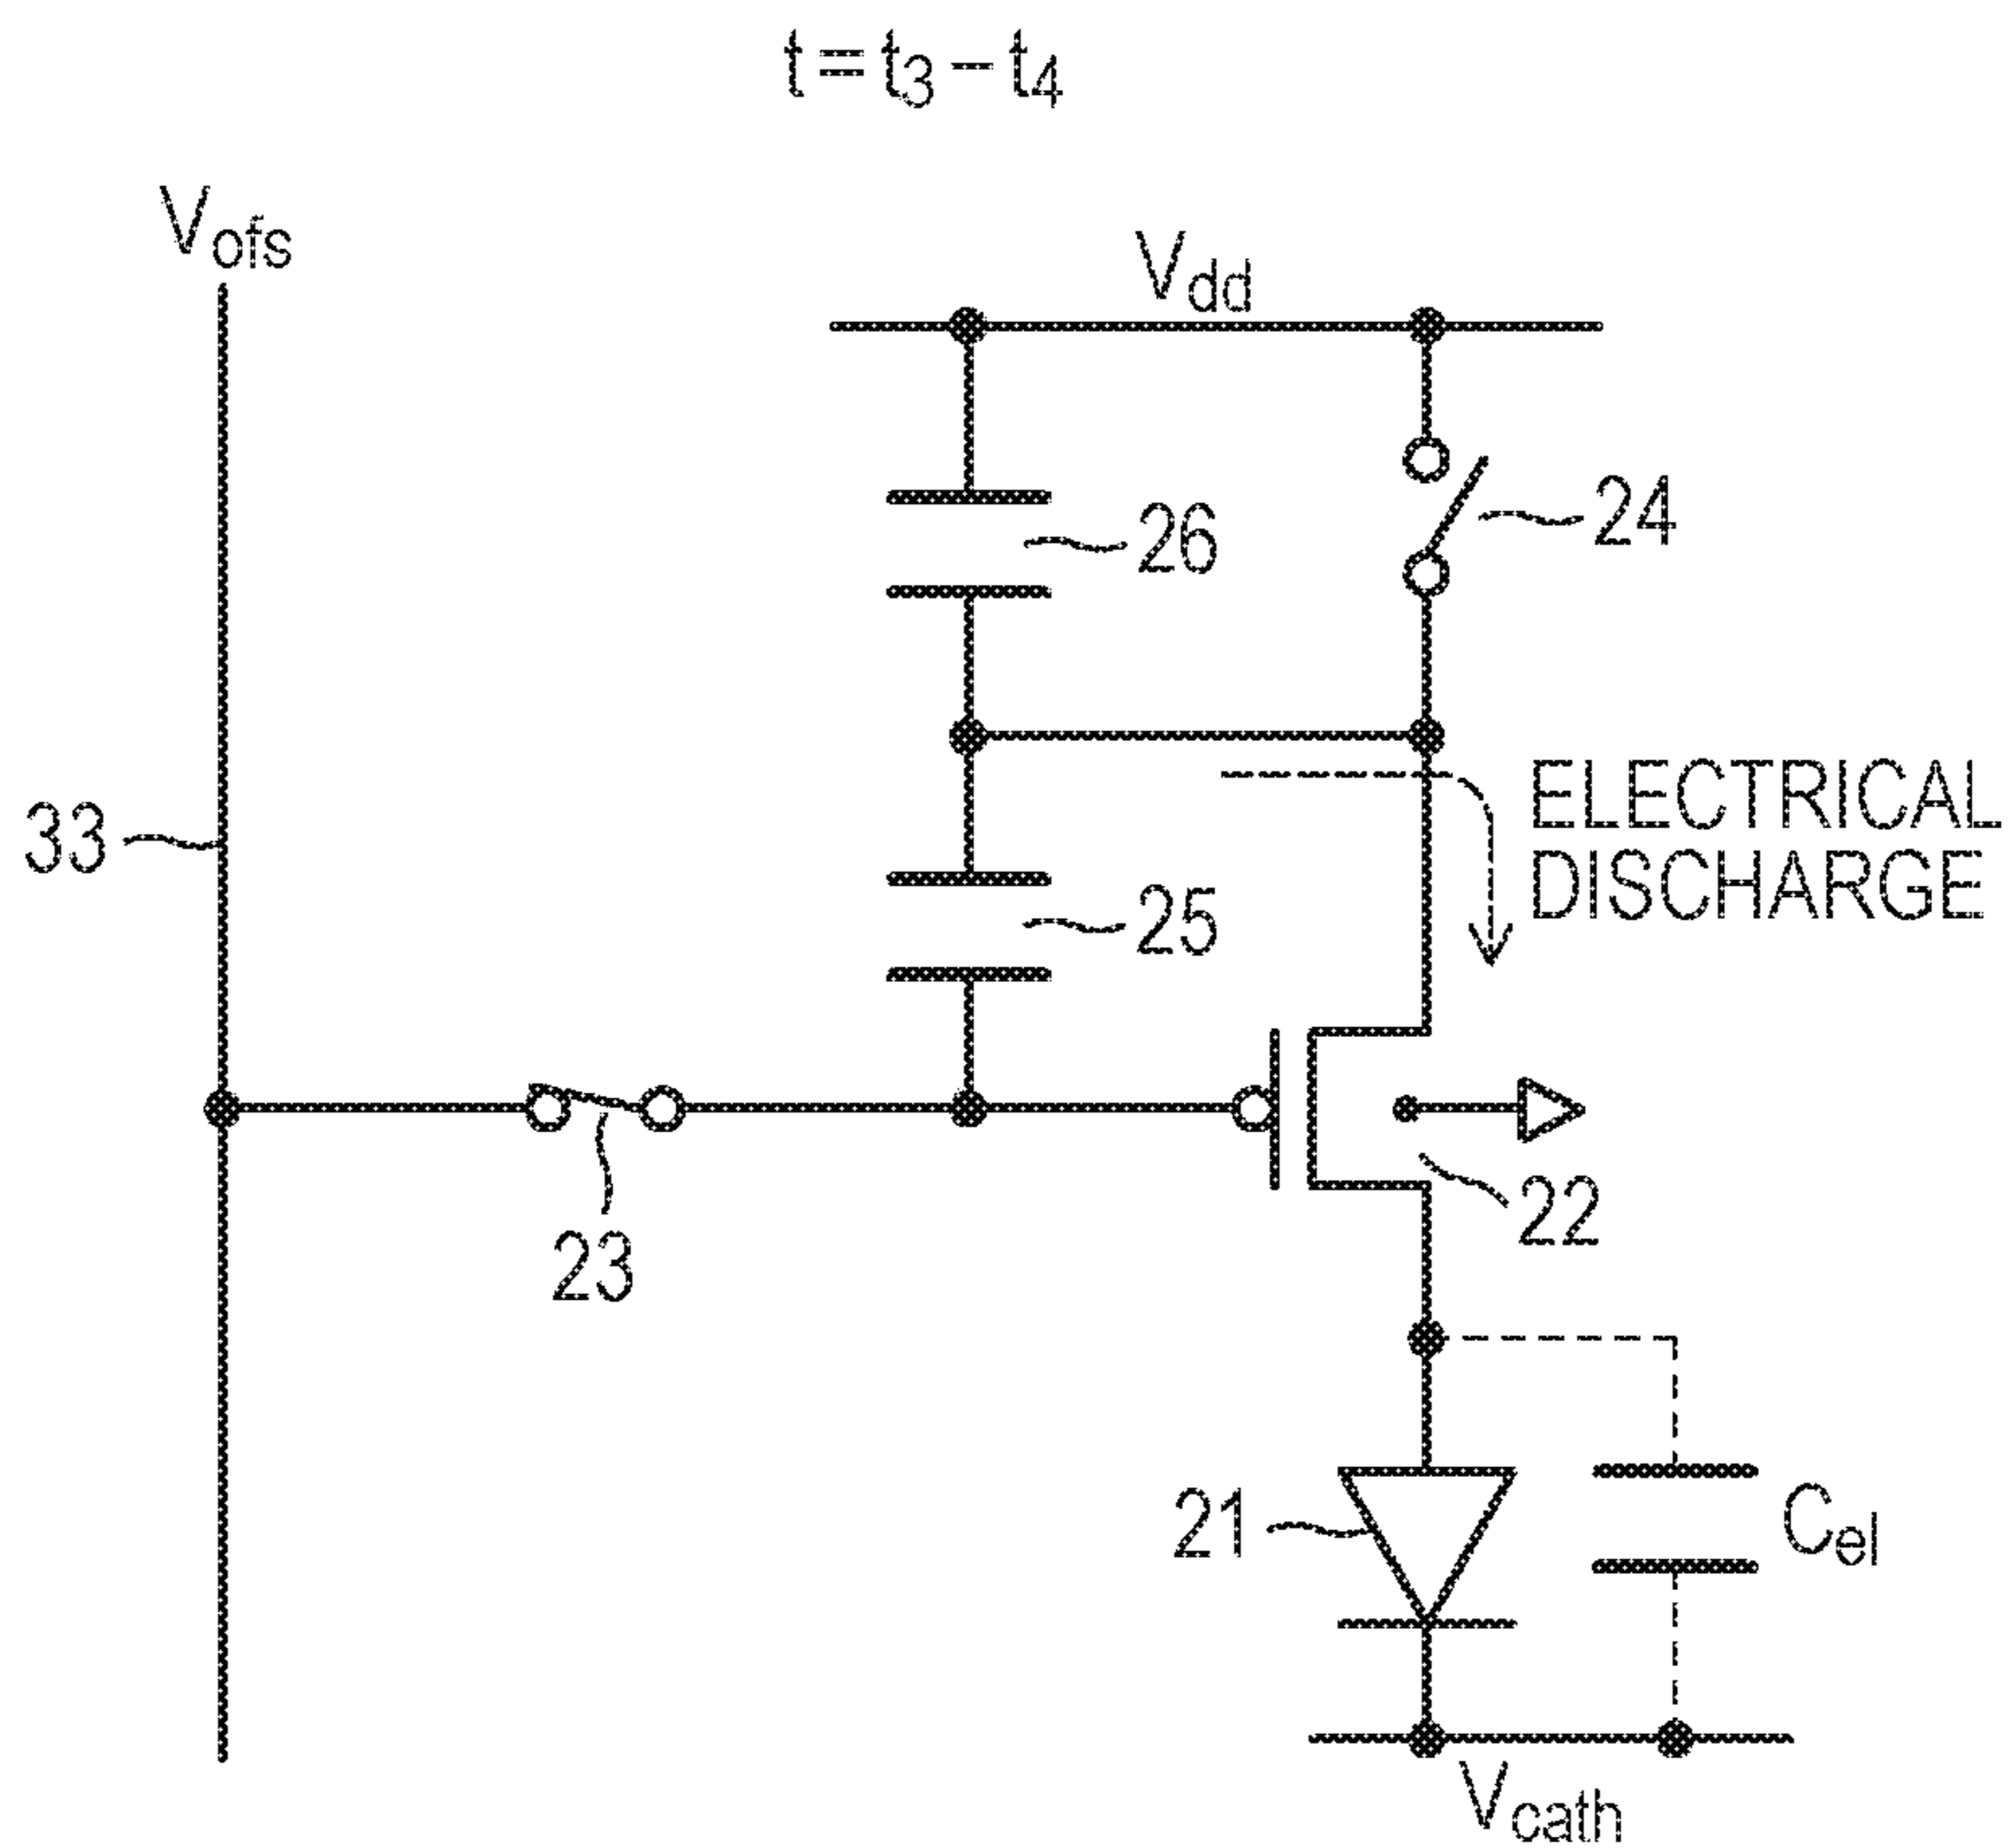 t = t3 – t4
Vofs
Vdd
26
24
33
ELECTRICAL
DISCHARGE
25
22
23
21
Cel
Vcath